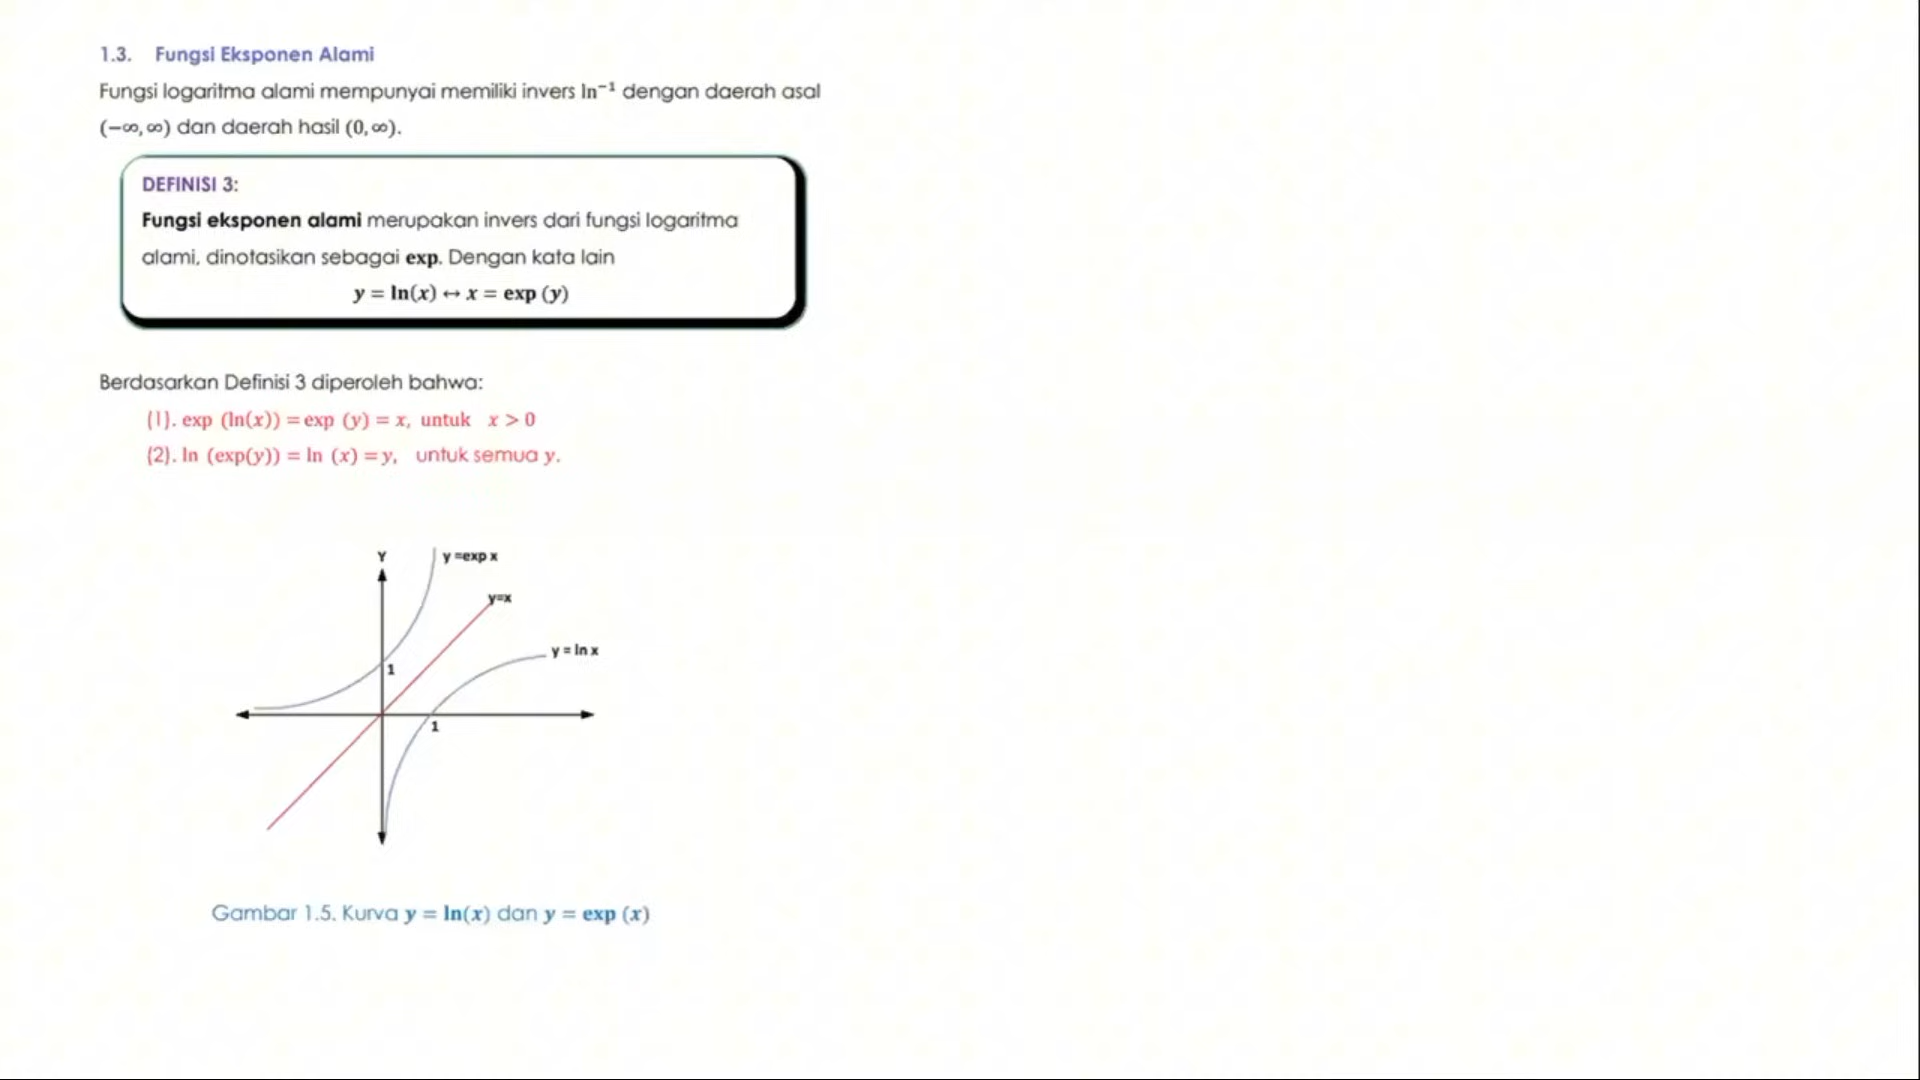 1.3. Fungsi Eksponen Alami
Fungsi logaritma alami mempunyai memiliki invers ln⁻¹ dengan daerah asal
(−∞, ∞) dan daerah hasil (0, ∞).
DEFINISI 3:
Fungsi eksponen alami merupakan invers dari fungsi logaritma
alami, dinotasikan sebagai exp. Dengan kata lain
y = ln(x) ↔ x = exp (y)
Berdasarkan Definisi 3 diperoleh bahwa:
(1). exp (ln(x)) = exp (y) = x, untuk x > 0
(2). ln (exp(y)) = ln (x) = y, untuk semua y.
Y
y =exp x
y=x
y = ln x
1
1
Gambar 1.5. Kurva y = ln(x) dan y = exp (x)